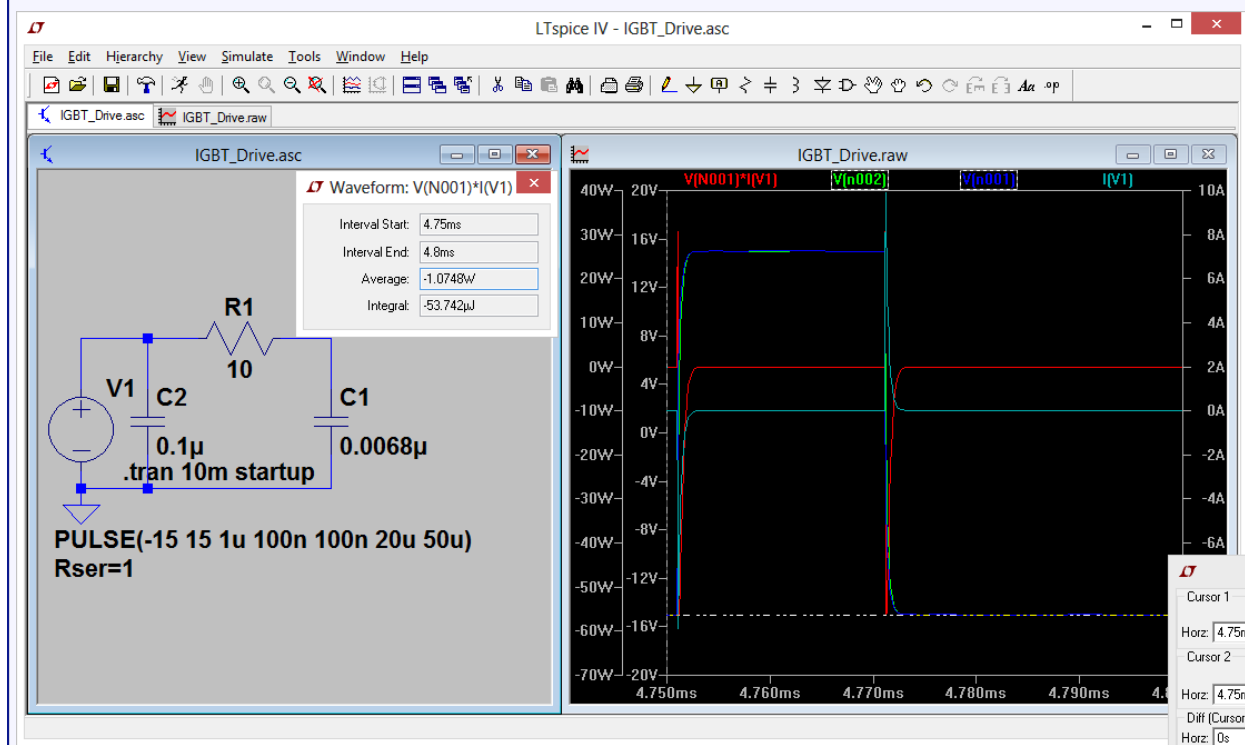 LTspice IV - IGBT_Drive.asc
File Edit Hierarchy View Simulate Tools Window Help
IGBT_Drive.asc IGBT_Drive.raw
IGBT_Drive.asc
Waveform: V(N001)*I(V1)
Interval Start: 4.75ms
Interval End: 4.8ms
Average: -1.0748W
Integral: -53.742µJ
R1
10
V1
C2
0.1µ
C1
0.0068µ
.tran 10m startup
PULSE(-15 15 1u 100n 100n 20u 50u)
Rser=1
IGBT_Drive.raw
V(N001)*I(V1) V(n002) V(n001) I(V1)
40W 20V 10A
30W 16V 8A
20W 12V 6A
10W 8V 4A
0W 4V 2A
-10W 0V 0A
-20W -4V -2A
-30W -8V -4A
-40W -12V -6A
-50W -16V
-60W -20V
-70W
4.750ms 4.760ms 4.770ms 4.780ms 4.790ms
Cursor 1
Horz: 4.75
Cursor 2
Horz: 4.75
Diff (Cursor
Horz: 0s